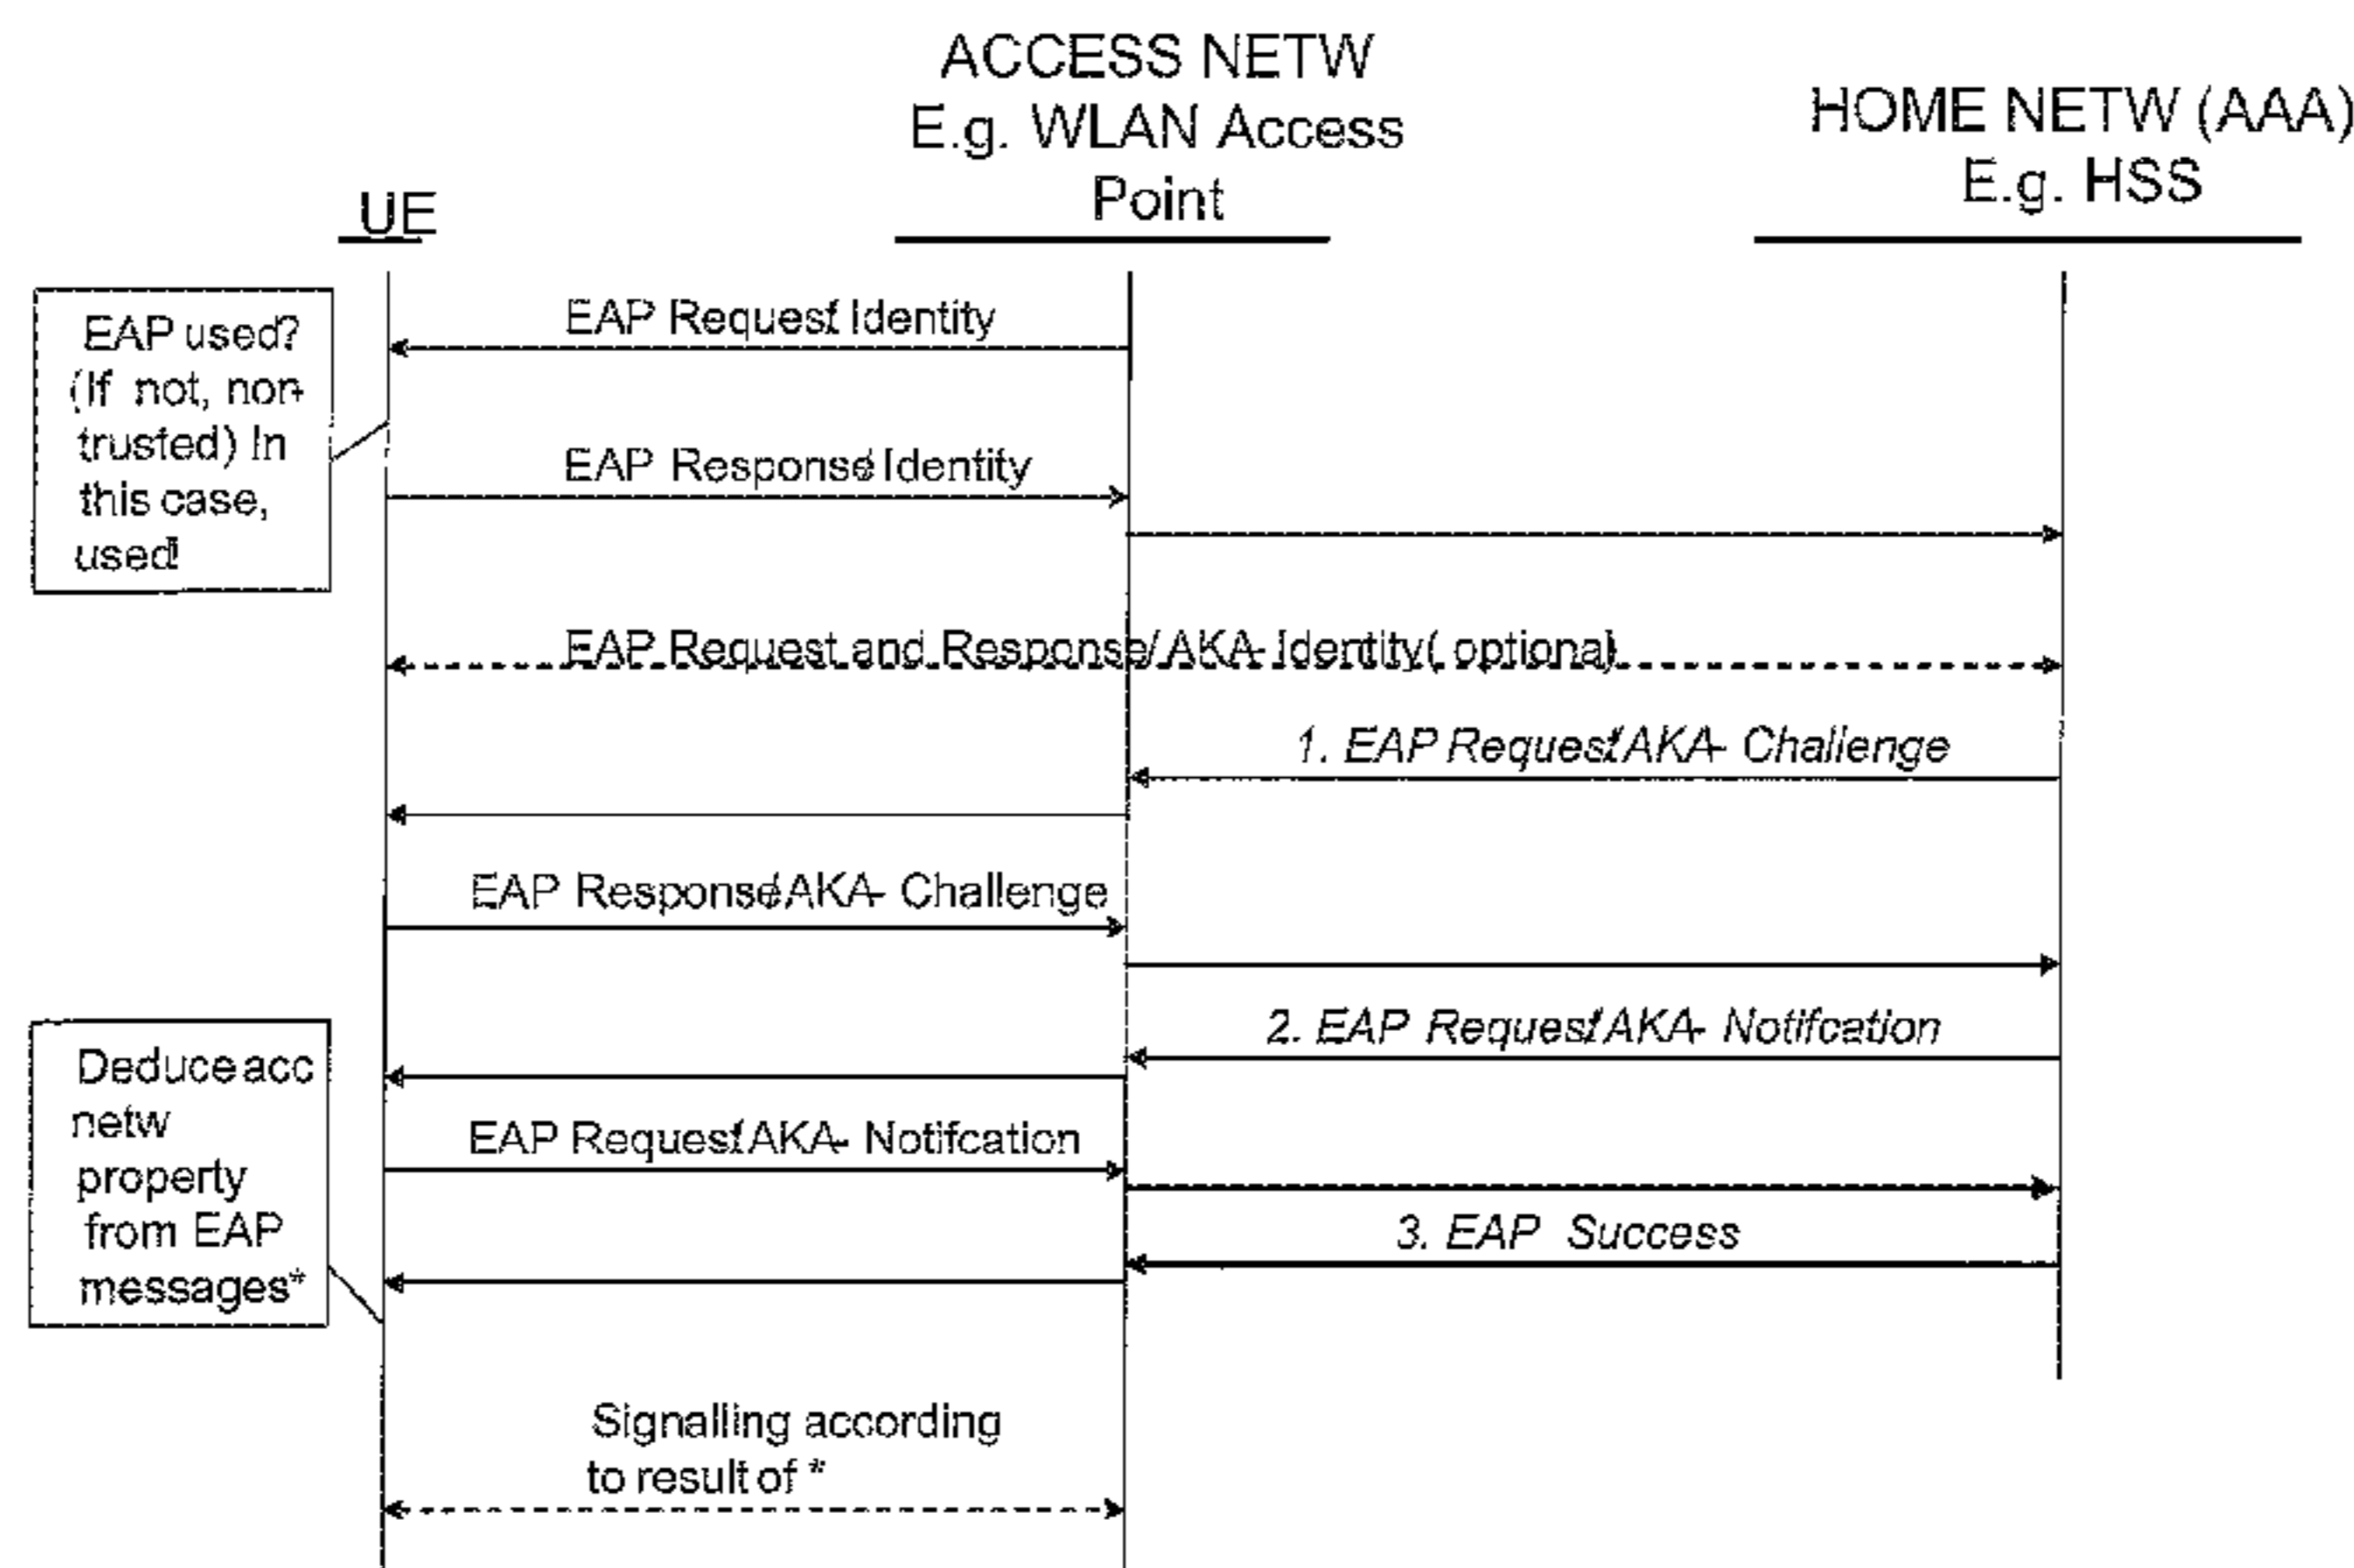 ACCESS NETW
E.g. WLAN Access
Point
HOME NETW (AAA)
E.g. HSS
UE
EAP Request/ Identity
EAP used?
(If not, non-
trusted) In
this case,
used!
EAP Response/ Identity
EAP Request and Response/ AKA- Identity( optional)
1. EAP Request/AKA- Challenge
EAP Response/AKA- Challenge
2. EAP Request/AKA- Notifcation
Deduce acc
netw
property
from EAP
messages*
EAP Request/AKA- Notifcation
3. EAP Success
Signalling according
to result of *